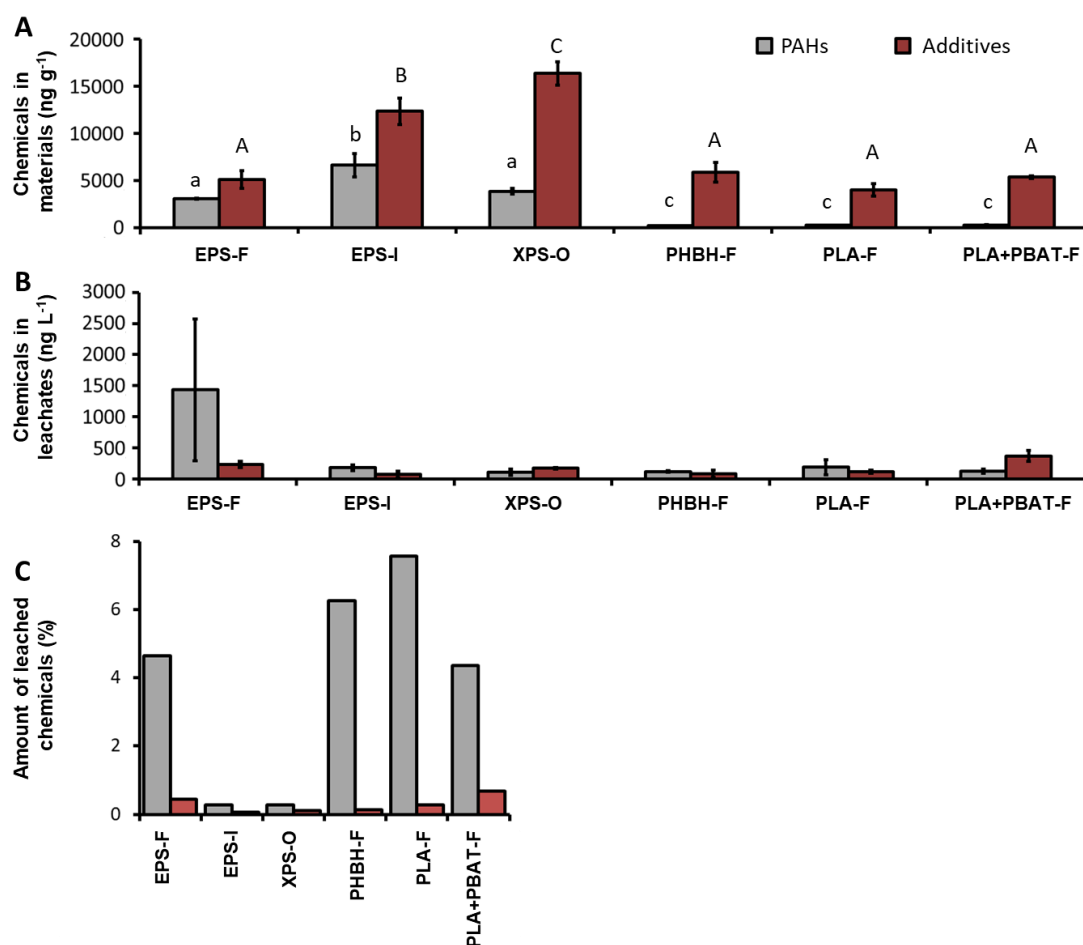 A
Chemicals in
materials (ng g-1)
20000
15000
10000
5000
0
PAHs
Additives
a
A
b
B
a
C
c
A
c
A
c
A
EPS-F
EPS-I
XPS-O
PHBH-F
PLA-F
PLA+PBAT-F
B
Chemicals in
leachates (ng L-1)
3000
2500
2000
1500
1000
500
0
EPS-F
EPS-I
XPS-O
PHBH-F
PLA-F
PLA+PBAT-F
C
Amount of leached
chemicals (%)
8
6
4
2
0
EPS-F
EPS-I
XPS-O
PHBH-F
PLA-F
PLA+PBAT-F